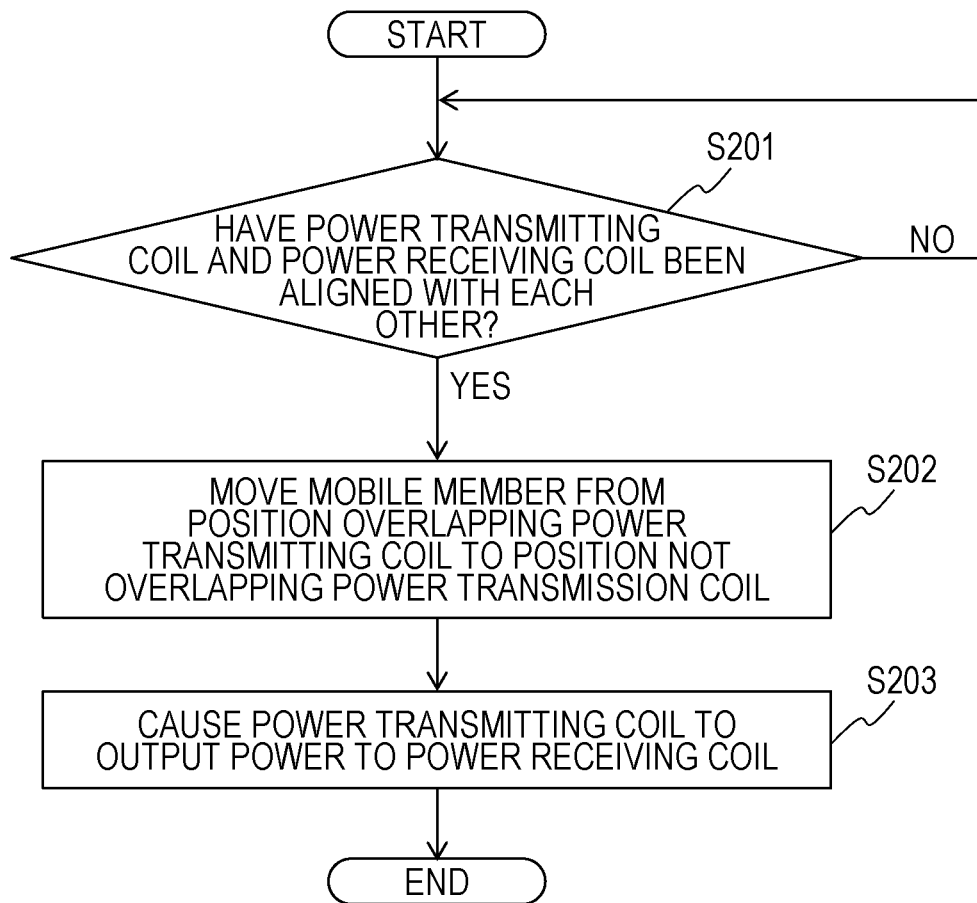 START
S201
HAVE POWER TRANSMITTING
COIL AND POWER RECEIVING COIL BEEN
ALIGNED WITH EACH
OTHER?
NO
YES
S202
MOVE MOBILE MEMBER FROM
POSITION OVERLAPPING POWER
TRANSMITTING COIL TO POSITION NOT
OVERLAPPING POWER TRANSMISSION COIL
S203
CAUSE POWER TRANSMITTING COIL TO
OUTPUT POWER TO POWER RECEIVING COIL
END